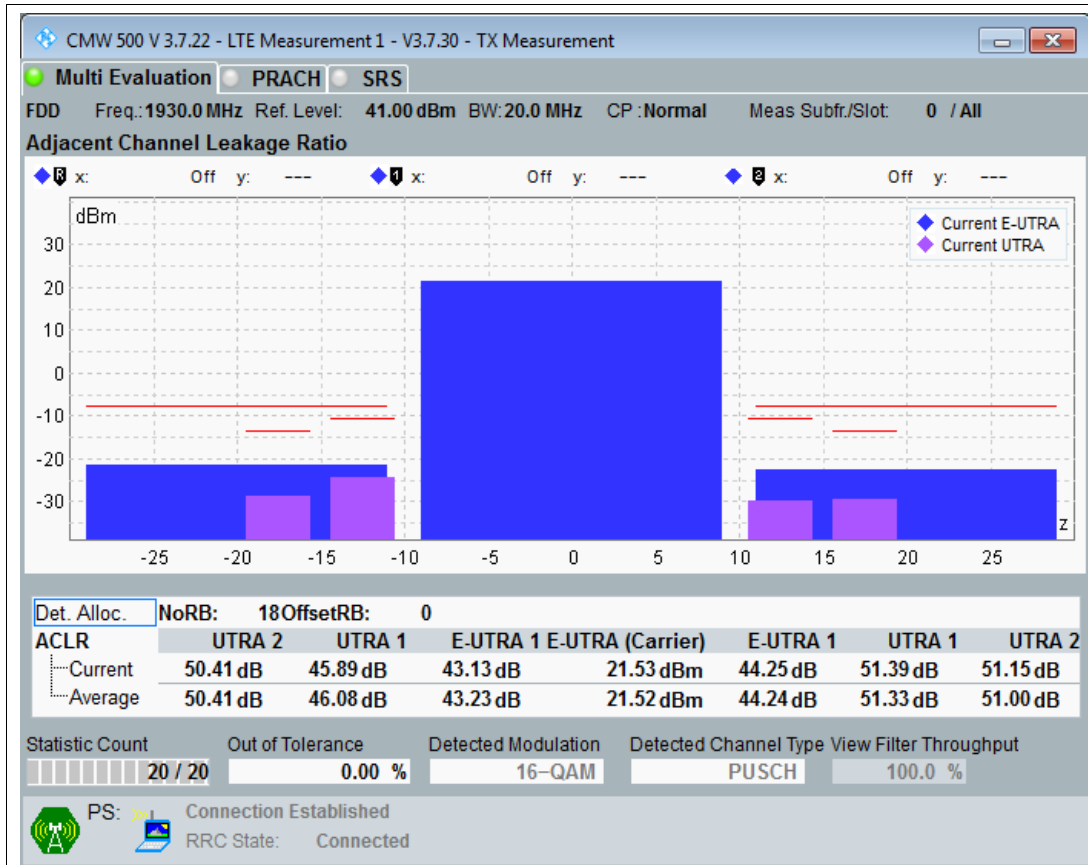 CMW 500 V 3.7.22 - LTE Measurement 1 - V3.7.30 - TX Measurement
Multi Evaluation PRACH SRS
FDD Freq.: 1930.0 MHz Ref. Level: 41.00 dBm BW: 20.0 MHz CP : Normal Meas Subfr./Slot: 0 / All
Adjacent Channel Leakage Ratio
R x: Off y: --- 1 x: Off y: --- 2 x: Off y: ---
dBm
Current E-UTRA
Current UTRA
30
20
10
0
-10
-20
-30
z
-25 -20 -15 -10 -5 0 5 10 15 20 25
Det. Alloc. NoRB: 18 OffsetRB: 0
ACLR UTRA 2 UTRA 1 E-UTRA 1 E-UTRA (Carrier) E-UTRA 1 UTRA 1 UTRA 2
Current 50.41 dB 45.89 dB 43.13 dB 21.53 dBm 44.25 dB 51.39 dB 51.15 dB
Average 50.41 dB 46.08 dB 43.23 dB 21.52 dBm 44.24 dB 51.33 dB 51.00 dB
Statistic Count Out of Tolerance Detected Modulation Detected Channel Type View Filter Throughput
20 / 20 0.00 % 16-QAM PUSCH 100.0 %
PS: Connection Established
RRC State: Connected